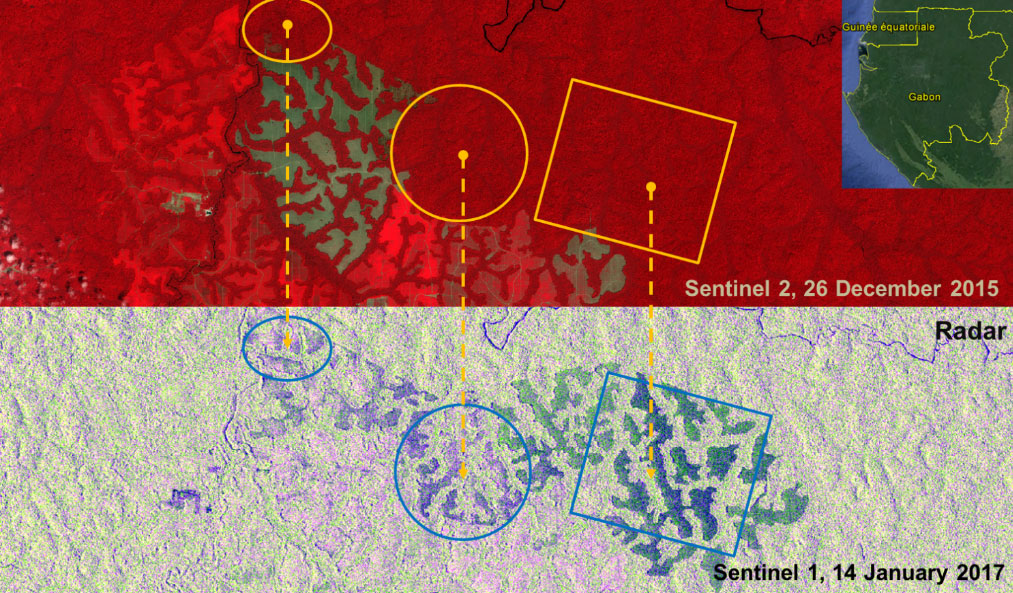 Guinée équatoriale
Gabon
Sentinel 2, 26 December 2015
Radar
Sentinel 1, 14 January 2017